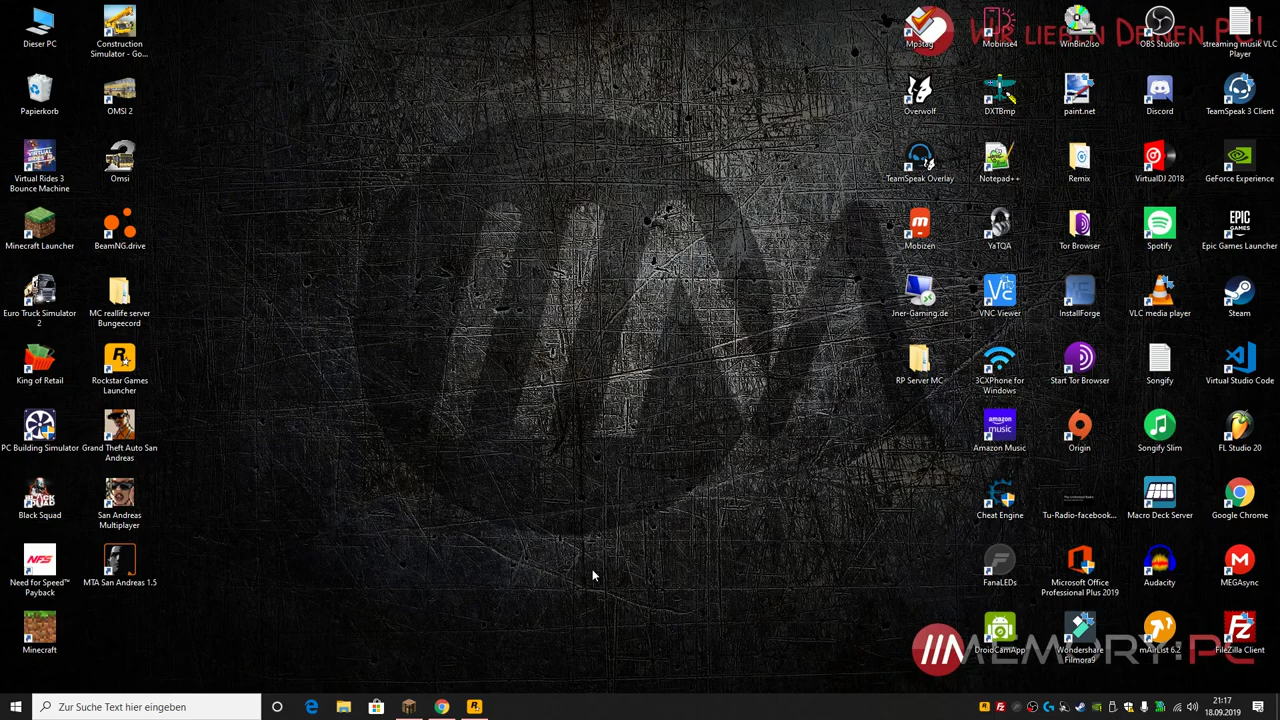 Dieser PC
Construction
Simulator - Go...
Papierkorb
OMSI 2
Virtual Rides 3
Bounce Machine
Omsi
Minecraft Launcher
BeamNG.drive
Euro Truck Simulator
2
MC reallife server
Bungeecord
King of Retail
Rockstar Games
Launcher
PC Building Simulator
Grand Theft Auto San
Andreas
Black Squad
San Andreas
Multiplayer
Need for Speed™
Payback
MTA San Andreas 1.5
Minecraft
Mp3tag
Mobirise4
WinBin2Iso
OBS Studio
streaming musik VLC
Player
Overwolf
DXTBmp
paint.net
Discord
TeamSpeak 3 Client
TeamSpeak Overlay
Notepad++
Remix
VirtualDJ 2018
GeForce Experience
Mobizen
YaTQA
Tor Browser
Spotify
Epic Games Launcher
Jner-Gaming.de
VNC Viewer
InstallForge
VLC media player
Steam
RP Server MC
3CXPhone for
Windows
Start Tor Browser
Songify
Virtual Studio Code
Amazon Music
Origin
Songify Slim
FL Studio 20
Cheat Engine
Tu-Radio-facebook...
Macro Deck Server
Google Chrome
FanaLEDs
Microsoft Office
Professional Plus 2019
Audacity
MEGAsync
DroidCamApp
Wondershare
Filmora9
mAirList 6.2
FileZilla Client
MEMORY PC
Zur Suche Text hier eingeben
21:17
18.09.2019